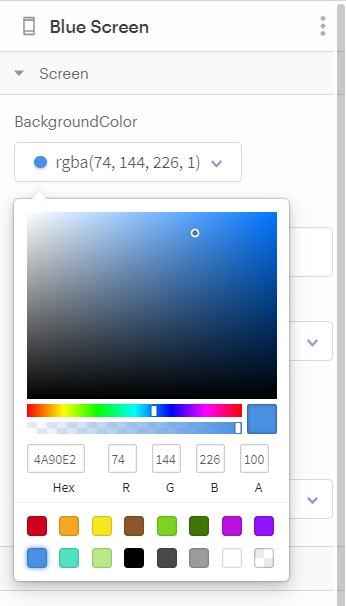 Blue Screen
Screen
BackgroundColor
rgba(74, 144, 226, 1)
4A90E2 74 144 226 100
Hex R G B A